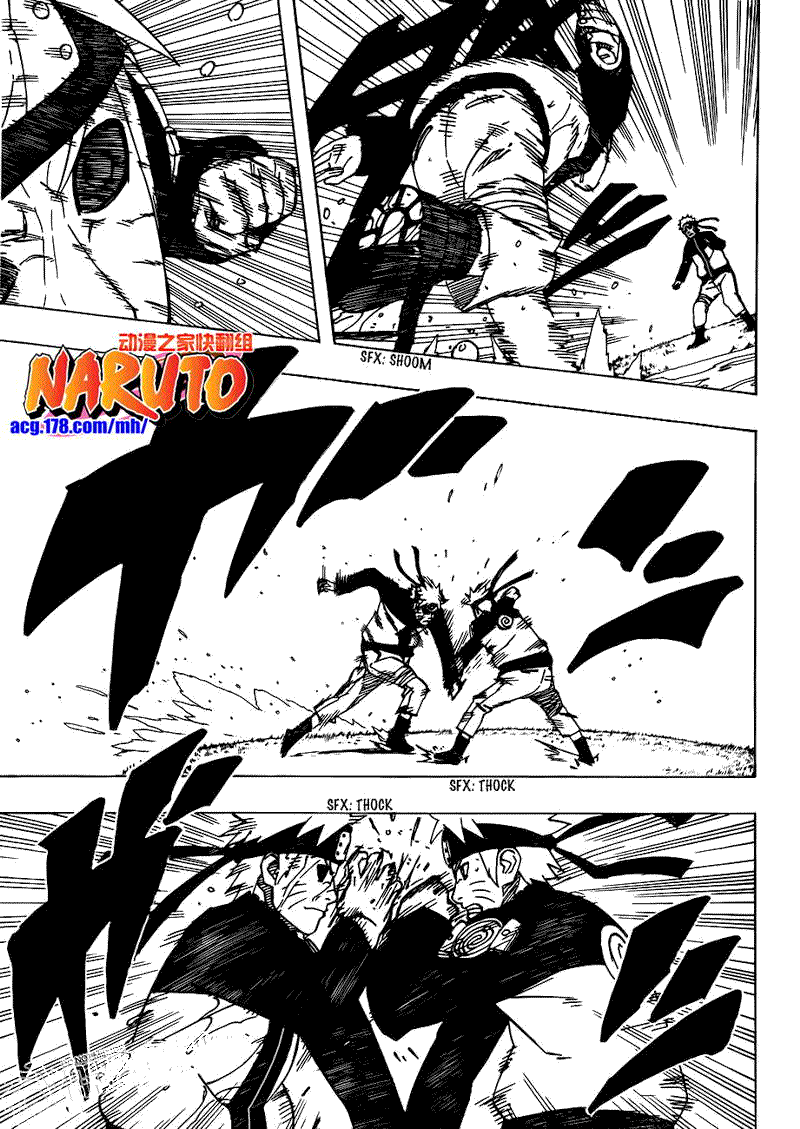 SFX: SHOOM
动漫之家快翻组
NARUTO
acg.178.com/mh/
SFX: THOCK
SFX: THOCK